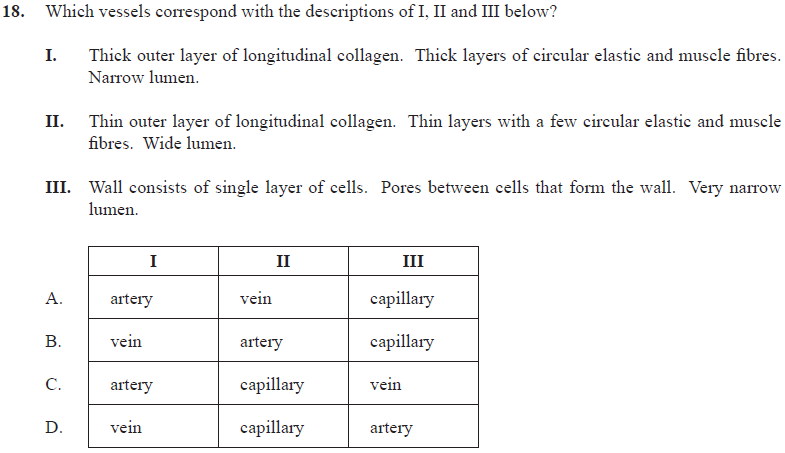 18. Which vessels correspond with the descriptions of I, II and III below?
I. Thick outer layer of longitudinal collagen. Thick layers of circular elastic and muscle fibres.
Narrow lumen.
II. Thin outer layer of longitudinal collagen. Thin layers with a few circular elastic and muscle
fibres. Wide lumen.
III. Wall consists of single layer of cells. Pores between cells that form the wall. Very narrow
lumen.
I II III
A. artery vein capillary
B. vein artery capillary
C. artery capillary vein
D. vein capillary artery